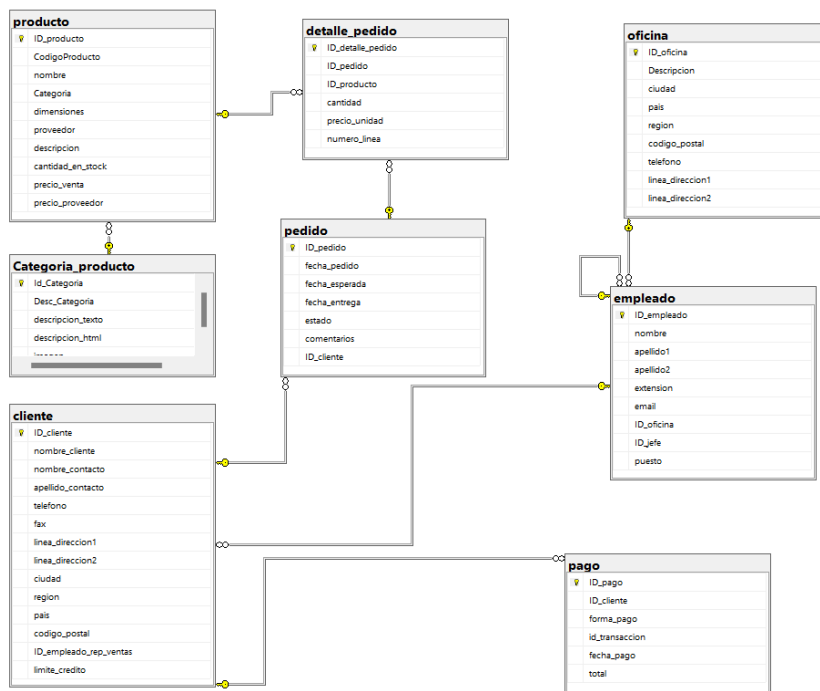 producto
ID_producto
CodigoProducto
nombre
Categoria
dimensiones
proveedor
descripcion
cantidad_en_stock
precio_venta
precio_proveedor
detalle_pedido
ID_detalle_pedido
ID_pedido
ID_producto
cantidad
precio_unidad
numero_linea
oficina
ID_oficina
Descripcion
ciudad
pais
region
codigo_postal
telefono
linea_direccion1
linea_direccion2
Categoria_producto
Id_Categoria
Desc_Categoria
descripcion_texto
descripcion_html
pedido
ID_pedido
fecha_pedido
fecha_esperada
fecha_entrega
estado
comentarios
ID_cliente
empleado
ID_empleado
nombre
apellido1
apellido2
extension
email
ID_oficina
ID_jefe
puesto
cliente
ID_cliente
nombre_cliente
nombre_contacto
apellido_contacto
telefono
fax
linea_direccion1
linea_direccion2
ciudad
region
pais
codigo_postal
ID_empleado_rep_ventas
limite_credito
pago
ID_pago
ID_cliente
forma_pago
id_transaccion
fecha_pago
total